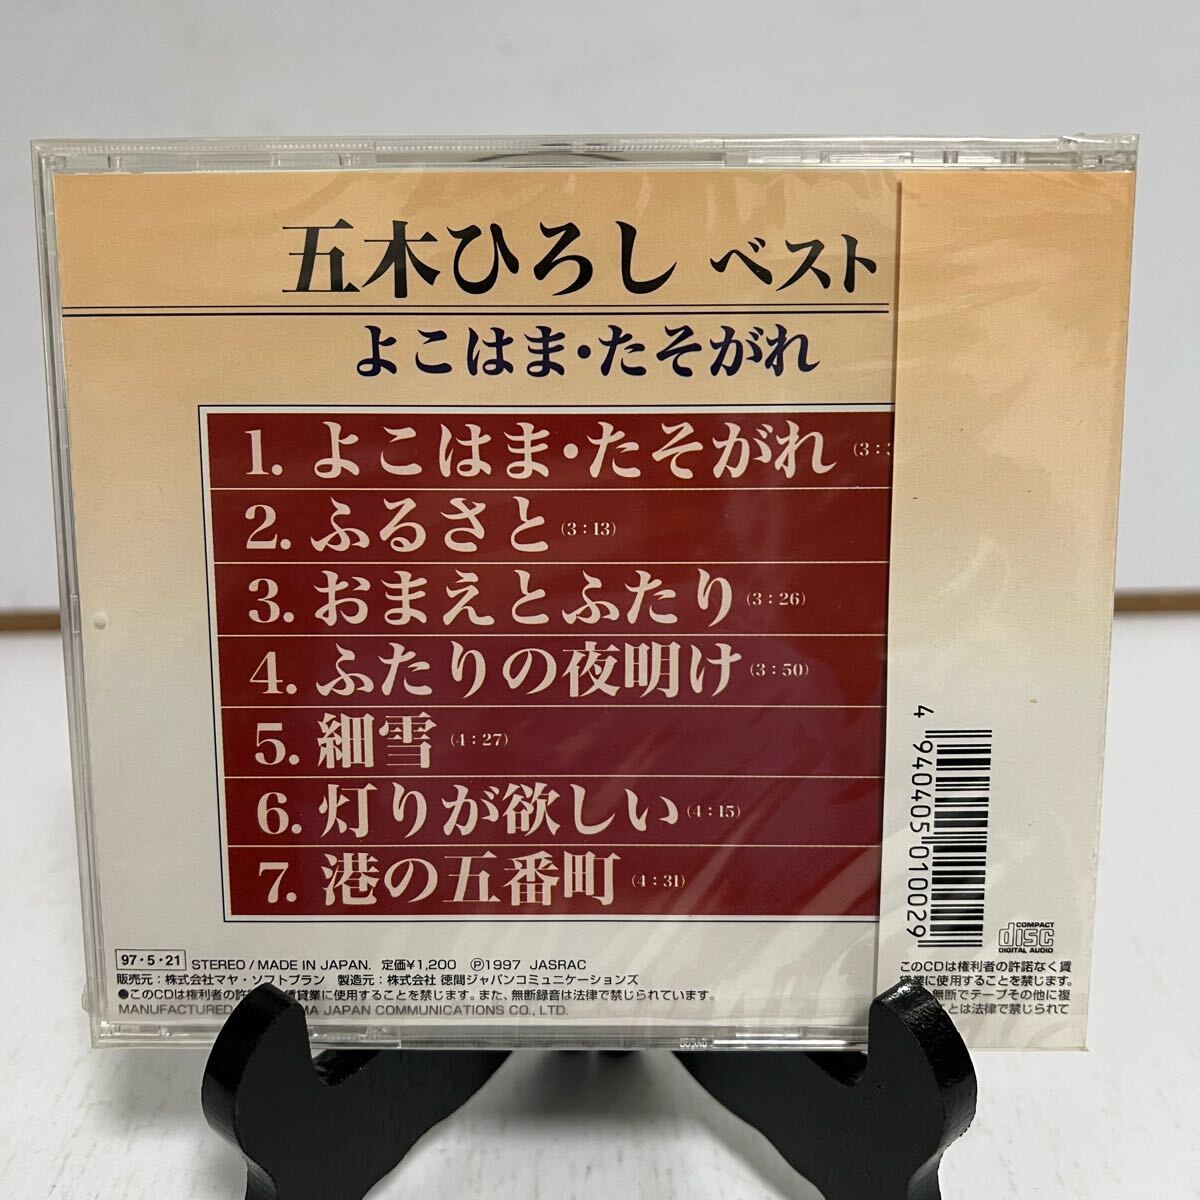 五木ひろし ベスト
よこはま・たそがれ
1. よこはま・たそがれ (3:3
2. ふるさと (3:13)
3. おまえとふたり (3:26)
4. ふたりの夜明け (3:50)
5. 細雪 (4:27)
6. 灯りが欲しい (4:15)
7. 港の五番町 (4:31)
4 940405 010029
COMPACT
disc
DIGITAL AUDIO
97・5・21 STEREO / MADE IN JAPAN. 定価¥1,200 Ⓟ1997 JASRAC
販売元：株式会社マヤ・ソフトプラン 製造元：株式会社 徳間ジャパンコミュニケーションズ
●このCDは権利者の許 賃貸業に使用することを禁じます。また、無断録音は法律で禁じられています。
MANUFACTURED MA JAPAN COMMUNICATIONS CO., LTD.
このCDは権利者の許諾なく賃
貸業に使用することを禁じます。
無断でテープその他に複
ことは法律で禁じられて